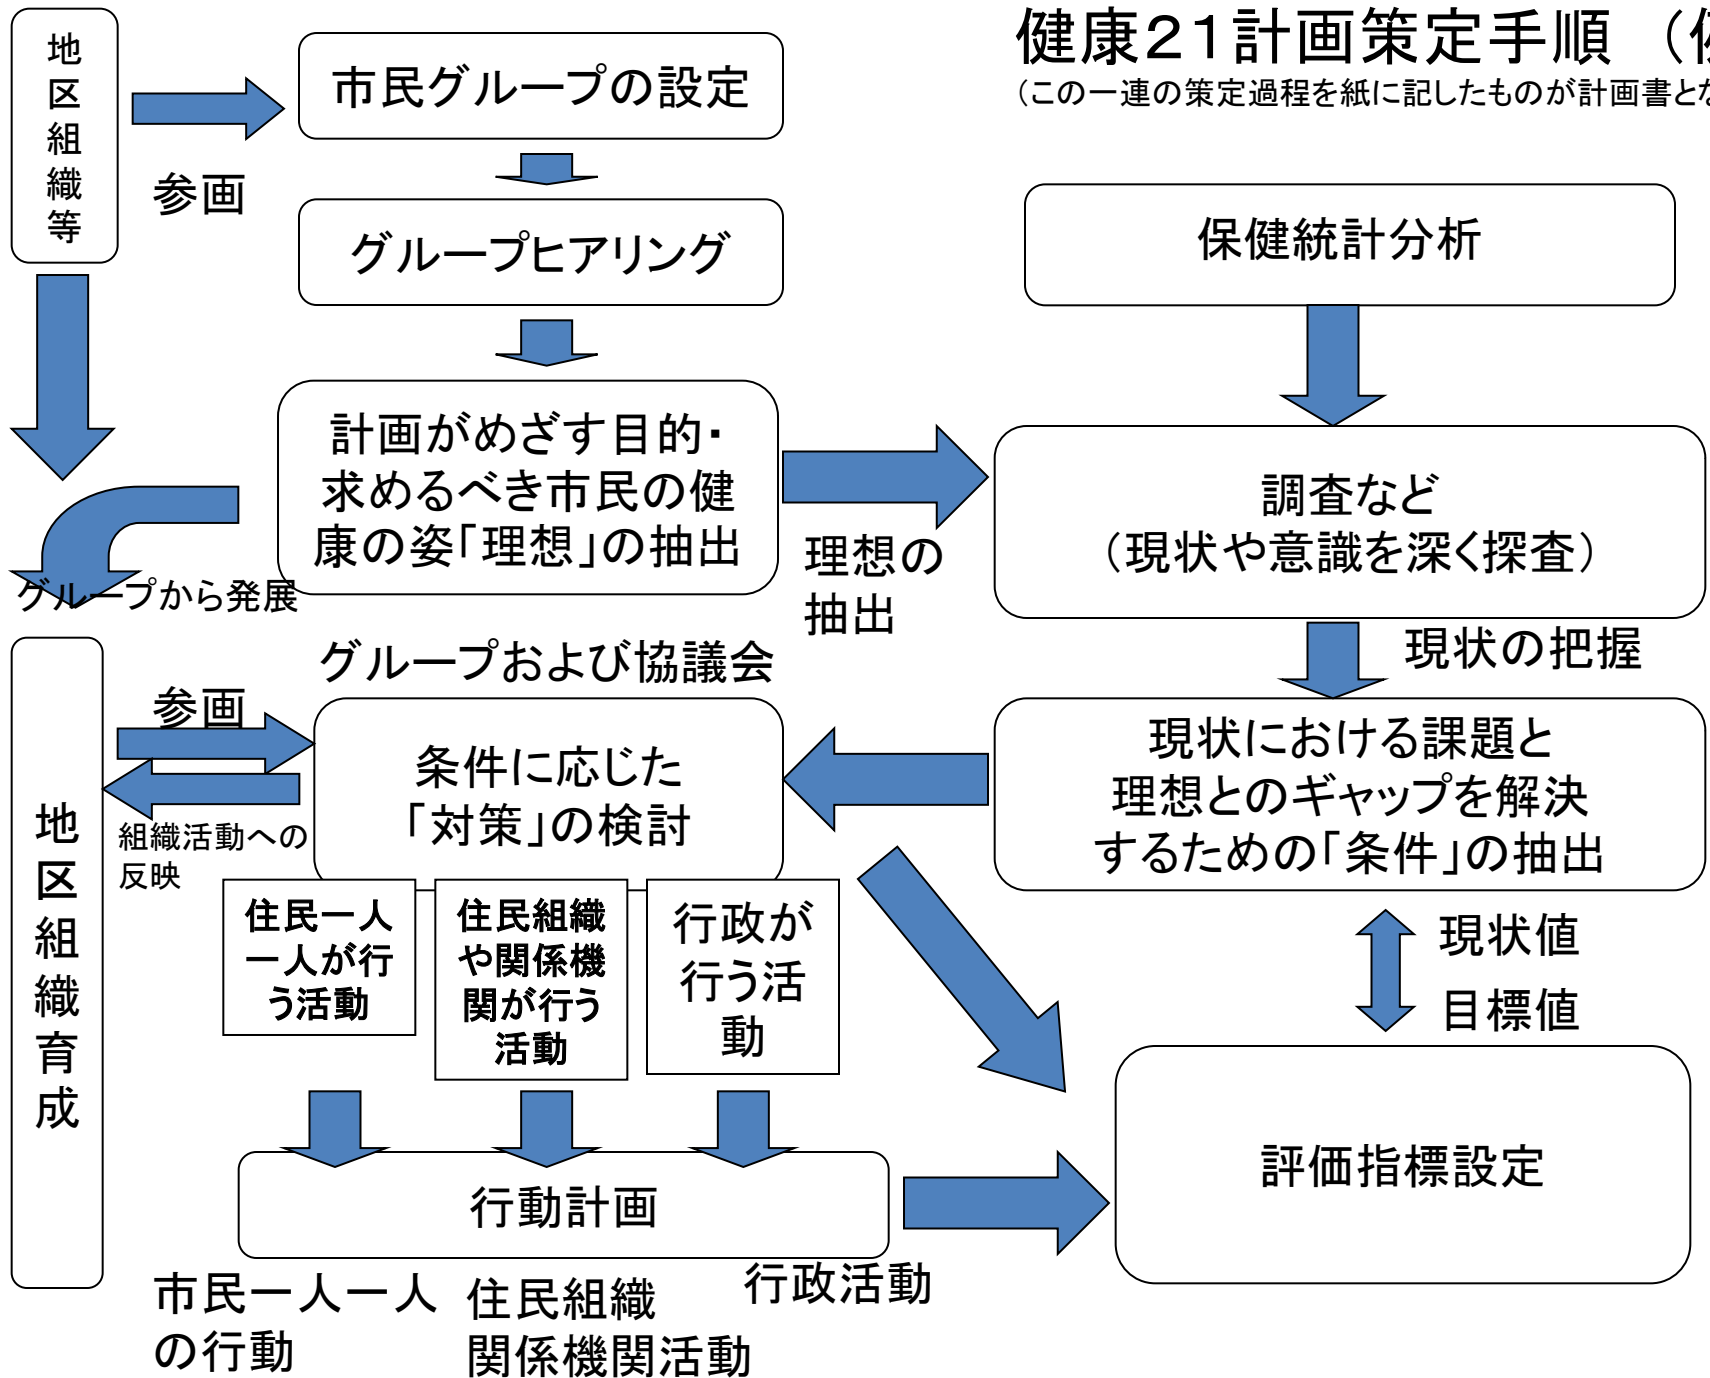 健康２１計画策定手順 （
（この一連の策定過程を紙に記したものが計画書と
地区組織等
参画
市民グループの設定
グループヒアリング
計画がめざす目的・
求めるべき市民の健
康の姿「理想」の抽出
理想の
抽出
保健統計分析
調査など
（現状や意識を深く探査）
現状の把握
現状における課題と
理想とのギャップを解決
するための「条件」の抽出
現状値
目標値
評価指標設定
グループから発展
地区組織育成
グループおよび協議会
参画
組織活動への
反映
条件に応じた
「対策」の検討
住民一人
一人が行
う活動
住民組織
や関係機
関が行う
活動
行政が
行う活
動
行動計画
市民一人一人
の行動
住民組織
関係機関活動
行政活動